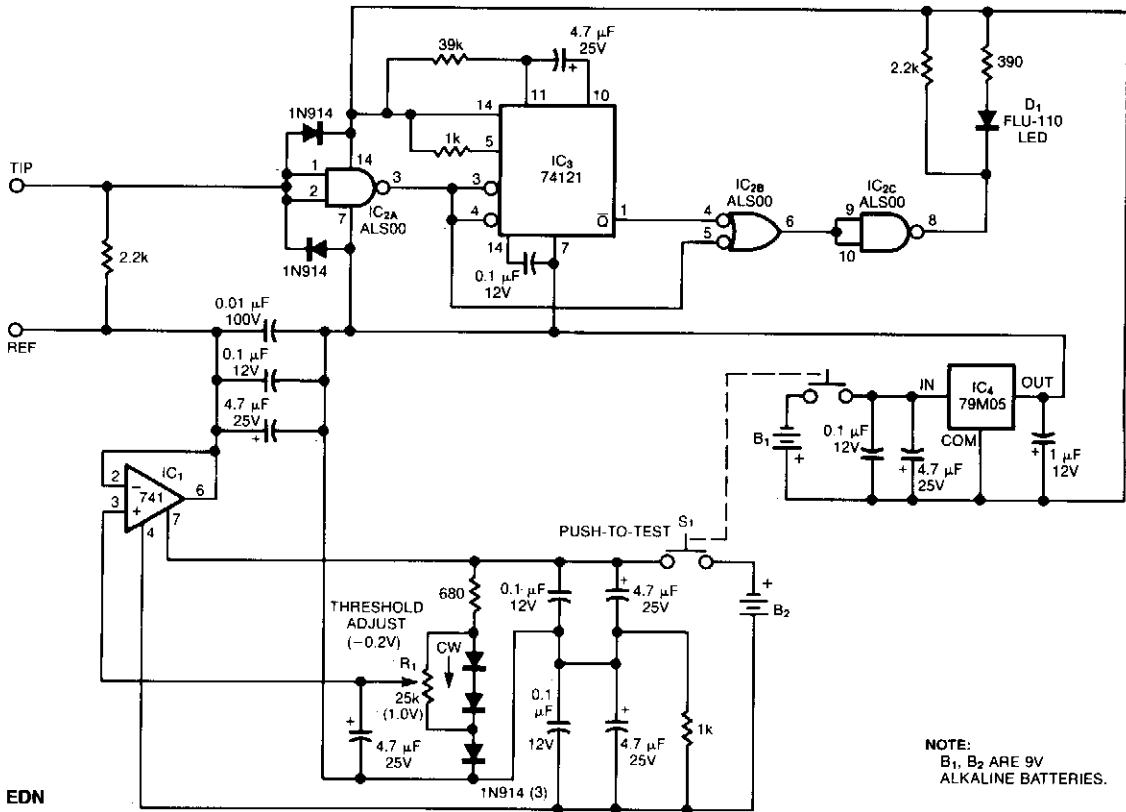 4.7 µF
25V
39k
11
10
14
1k
5
IC3
74121
3
4
Q̄
1
14
7
0.1 µF
12V
1N914
TIP
1
2
14
3
7
IC2A
ALS00
1N914
2.2k
REF
IC2B
ALS00
4
5
6
IC2C
ALS00
9
10
8
2.2k
390
D1
FLU-110
LED
0.01 µF
100V
0.1 µF
12V
4.7 µF
25V
+
IC1
741
2
−
3
+
6
7
4
IN
IC4
79M05
OUT
COM
B1
+
0.1 µF
12V
+
4.7 µF
25V
+
1 µF
12V
PUSH-TO-TEST
S1
+
B2
680
THRESHOLD
ADJUST
(−0.2V)
CW
R1
25k
(1.0V)
+
4.7 µF
25V
1N914 (3)
0.1 µF
12V
+
4.7 µF
25V
0.1
µF
12V
+
4.7 µF
25V
1k
NOTE:
B1, B2 ARE 9V
ALKALINE BATTERIES.
EDN